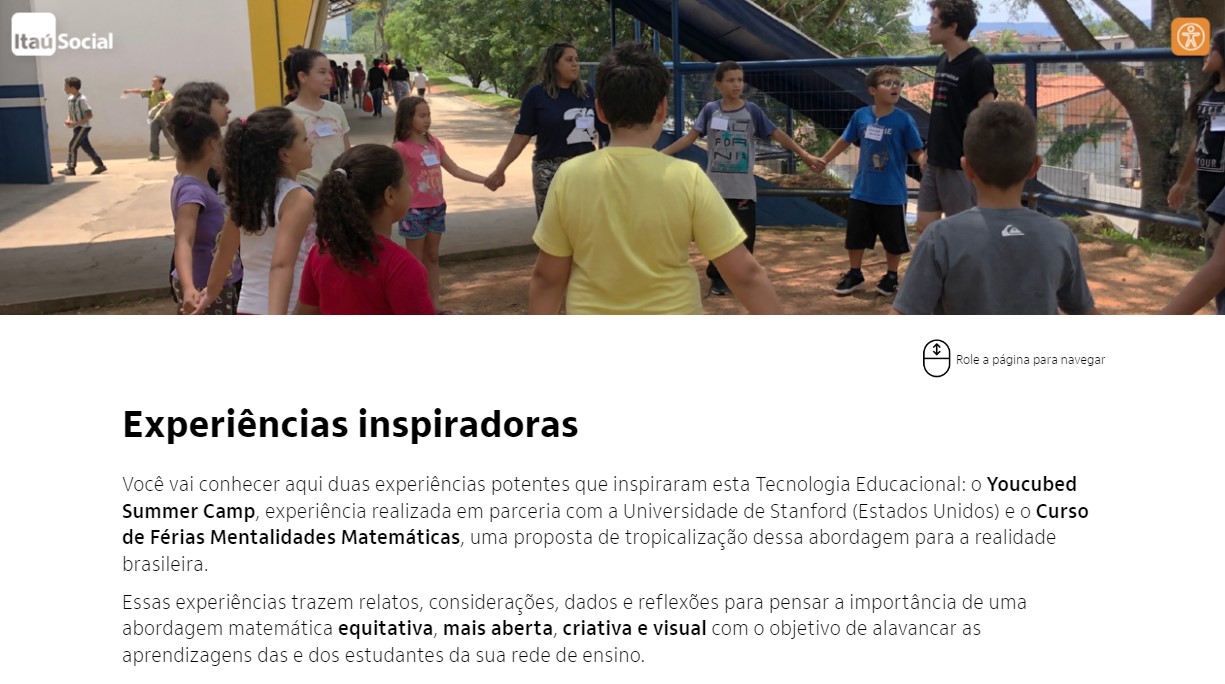 Itaú Social
Role a página para navegar
Experiências inspiradoras
Você vai conhecer aqui duas experiências potentes que inspiraram esta Tecnologia Educacional: o Youcubed
Summer Camp, experiência realizada em parceria com a Universidade de Stanford (Estados Unidos) e o Curso
de Férias Mentalidades Matemáticas, uma proposta de tropicalização dessa abordagem para a realidade
brasileira.
Essas experiências trazem relatos, considerações, dados e reflexões para pensar a importância de uma
abordagem matemática equitativa, mais aberta, criativa e visual com o objetivo de alavancar as
aprendizagens das e dos estudantes da sua rede de ensino.